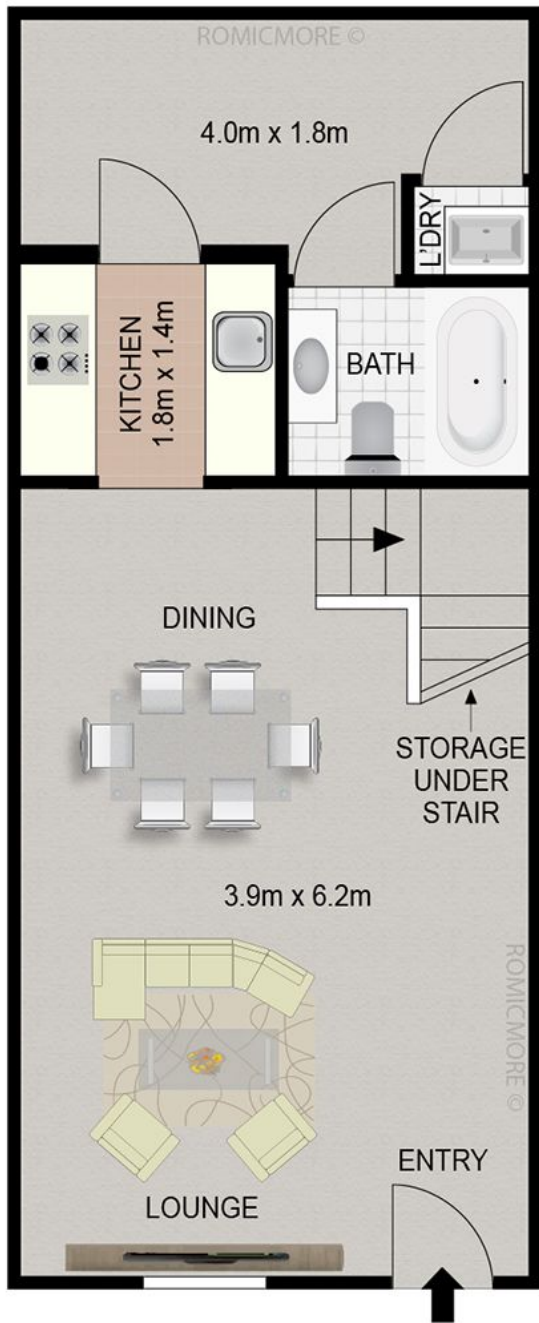 ROMICMORE ©
4.0m x 1.8m
L'DRY
KITCHEN
1.8m x 1.4m
BATH
DINING
STORAGE
UNDER
STAIR
3.9m x 6.2m
ROMICMORE ©
ENTRY
LOUNGE